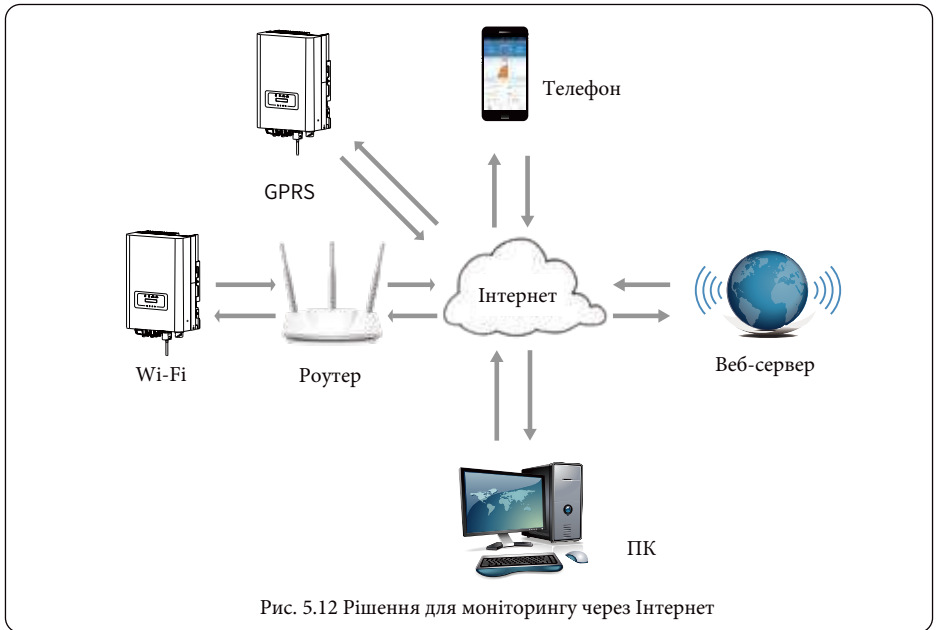 Телефон
GPRS
Інтернет
Wi-Fi
Роутер
Веб-сервер
ПК
Рис. 5.12 Рішення для моніторингу через Інтернет